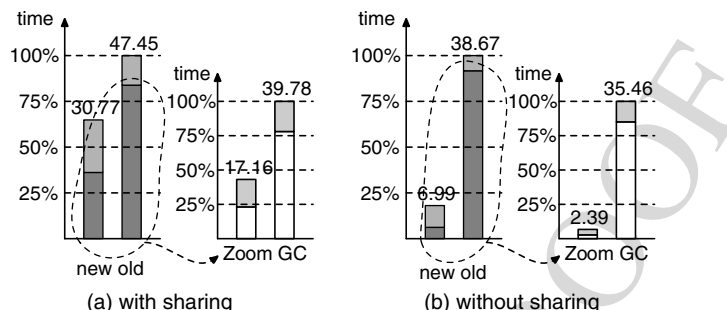 time
47.45
100%
75%
30.77
50%
25%
new old
time
39.78
100%
75%
50%
17.16
25%
Zoom GC
(a) with sharing
time
38.67
100%
75%
50%
25%
6.99
new old
time
35.46
100%
75%
50%
25%
2.39
Zoom GC
(b) without sharing
OOF